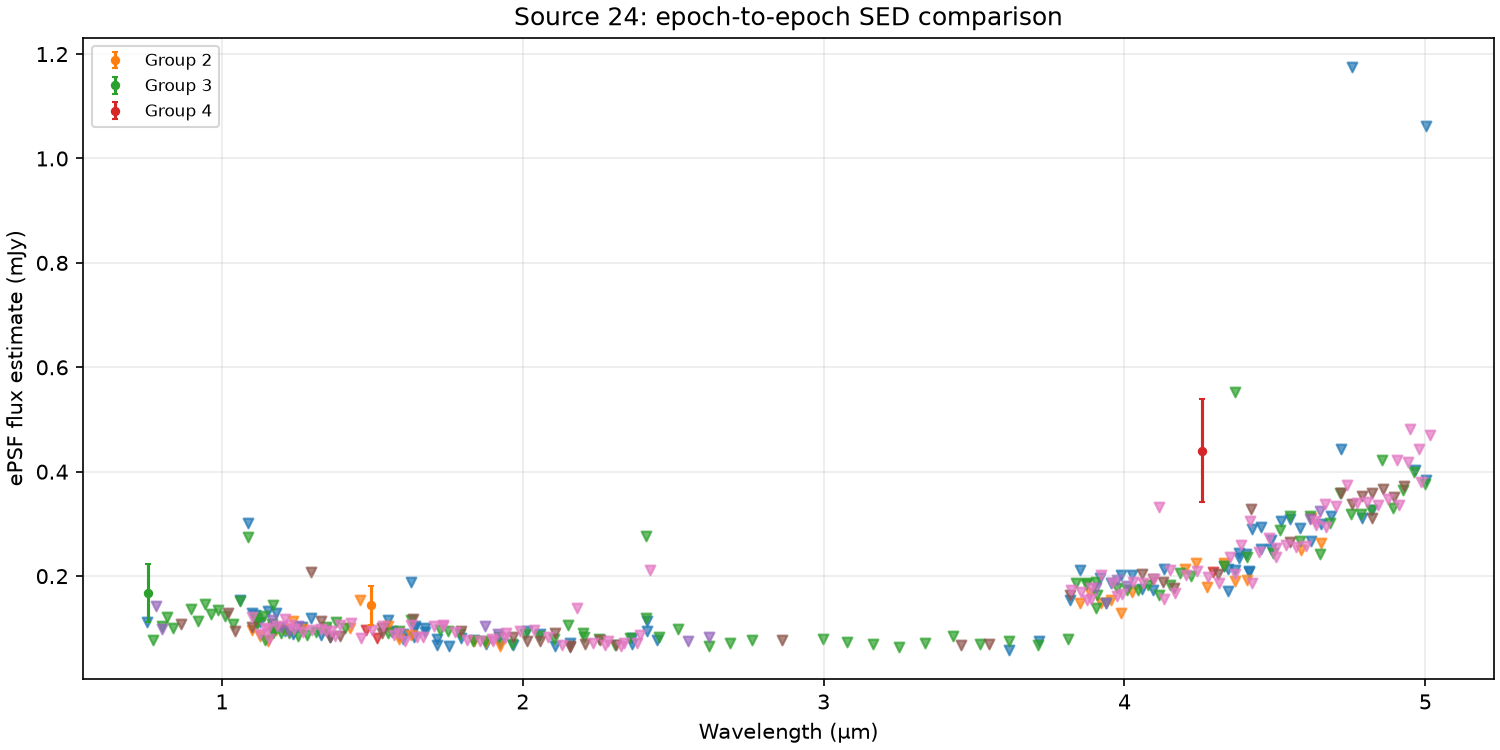 Source 24: epoch-to-epoch SED comparison
Group 2
Group 3
Group 4
ePSF flux estimate (mJy)
1.2
1.0
0.8
0.6
0.4
0.2
1 2 3 4 5
Wavelength (μm)